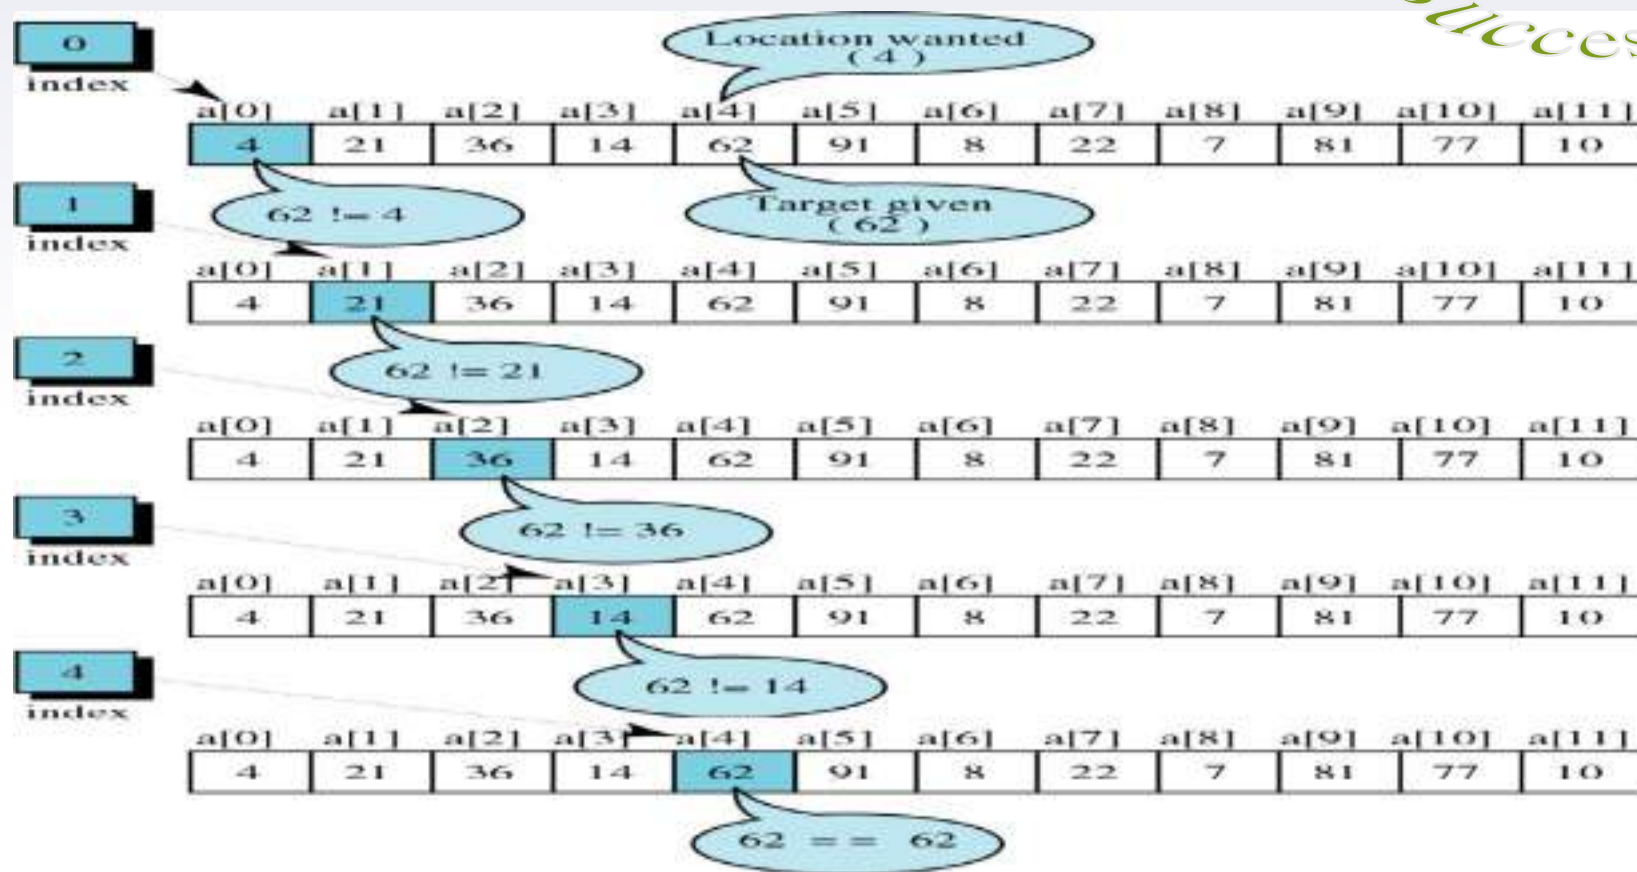 Succes
0
Location wanted
( 4 )
index
a[0] a[1] a[2] a[3] a[4] a[5] a[6] a[7] a[8] a[9] a[10] a[11]
4 21 36 14 62 91 8 22 7 81 77 10
1
62 != 4
Target given
( 62 )
index
a[0] a[1] a[2] a[3] a[4] a[5] a[6] a[7] a[8] a[9] a[10] a[11]
4 21 36 14 62 91 8 22 7 81 77 10
2
62 != 21
index
a[0] a[1] a[2] a[3] a[4] a[5] a[6] a[7] a[8] a[9] a[10] a[11]
4 21 36 14 62 91 8 22 7 81 77 10
3
62 != 36
index
a[0] a[1] a[2] a[3] a[4] a[5] a[6] a[7] a[8] a[9] a[10] a[11]
4 21 36 14 62 91 8 22 7 81 77 10
4
62 != 14
index
a[0] a[1] a[2] a[3] a[4] a[5] a[6] a[7] a[8] a[9] a[10] a[11]
4 21 36 14 62 91 8 22 7 81 77 10
62 = = 62